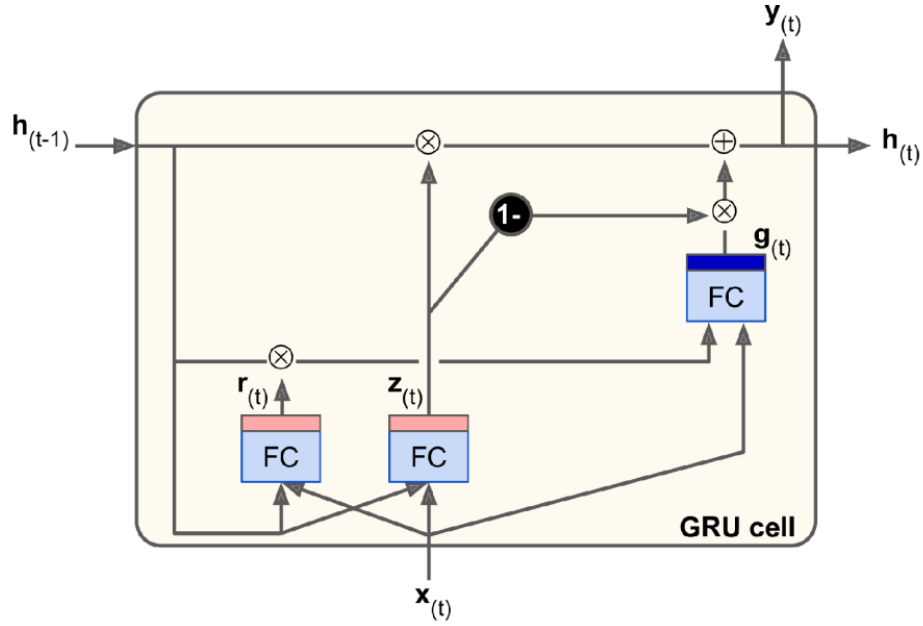 y(t)
h(t-1)
h(t)
1-
g(t)
FC
r(t)
z(t)
FC
FC
GRU cell
x(t)